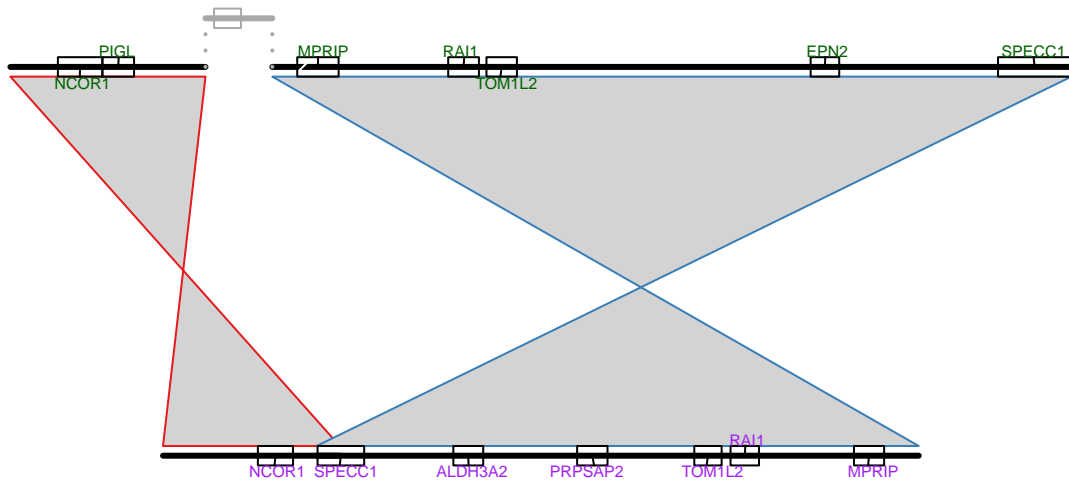 PIGL MPRIP RAI1 EPN2 SPECC1
NCOR1 TOM1L2
RAI1
NCOR1 SPECC1 ALDH3A2 PRPSAP2 TOM1L2 MPRIP